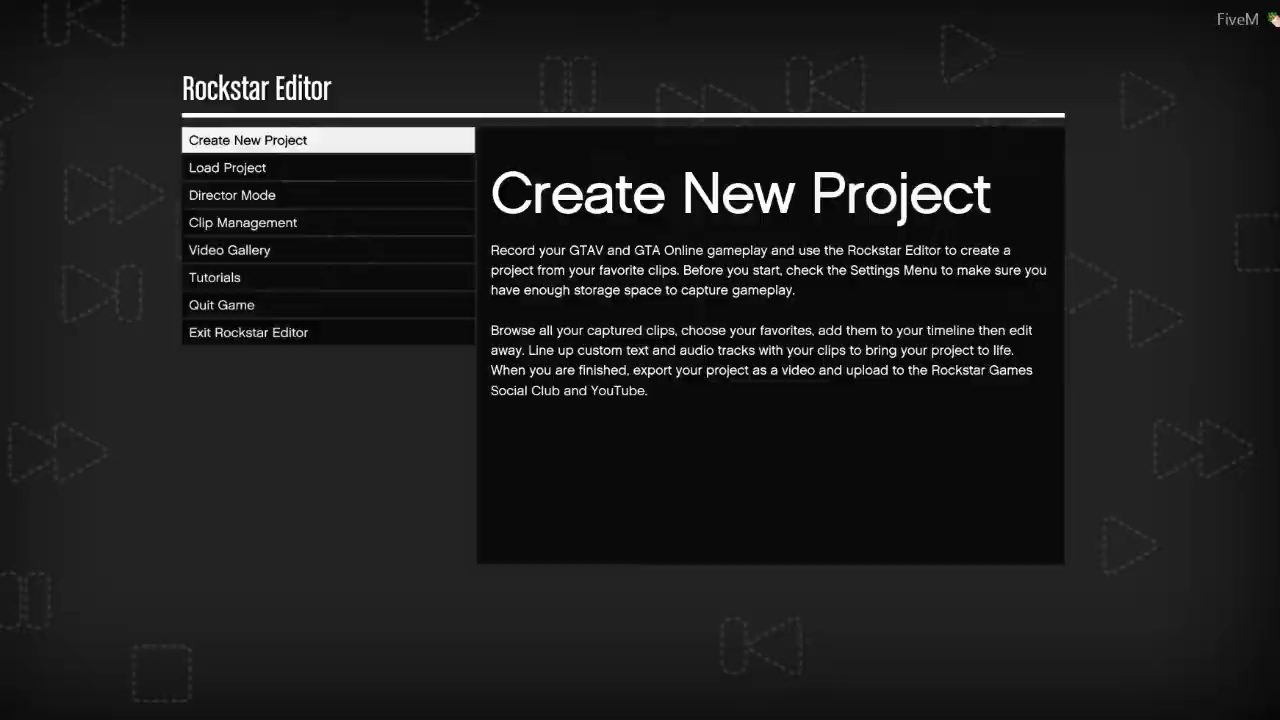 FiveM
Rockstar Editor
Create New Project
Load Project
Director Mode
Clip Management
Video Gallery
Tutorials
Quit Game
Exit Rockstar Editor
Create New Project
Record your GTAV and GTA Online gameplay and use the Rockstar Editor to create a
project from your favorite clips. Before you start, check the Settings Menu to make sure you
have enough storage space to capture gameplay.
Browse all your captured clips, choose your favorites, add them to your timeline then edit
away. Line up custom text and audio tracks with your clips to bring your project to life.
When you are finished, export your project as a video and upload to the Rockstar Games
Social Club and YouTube.